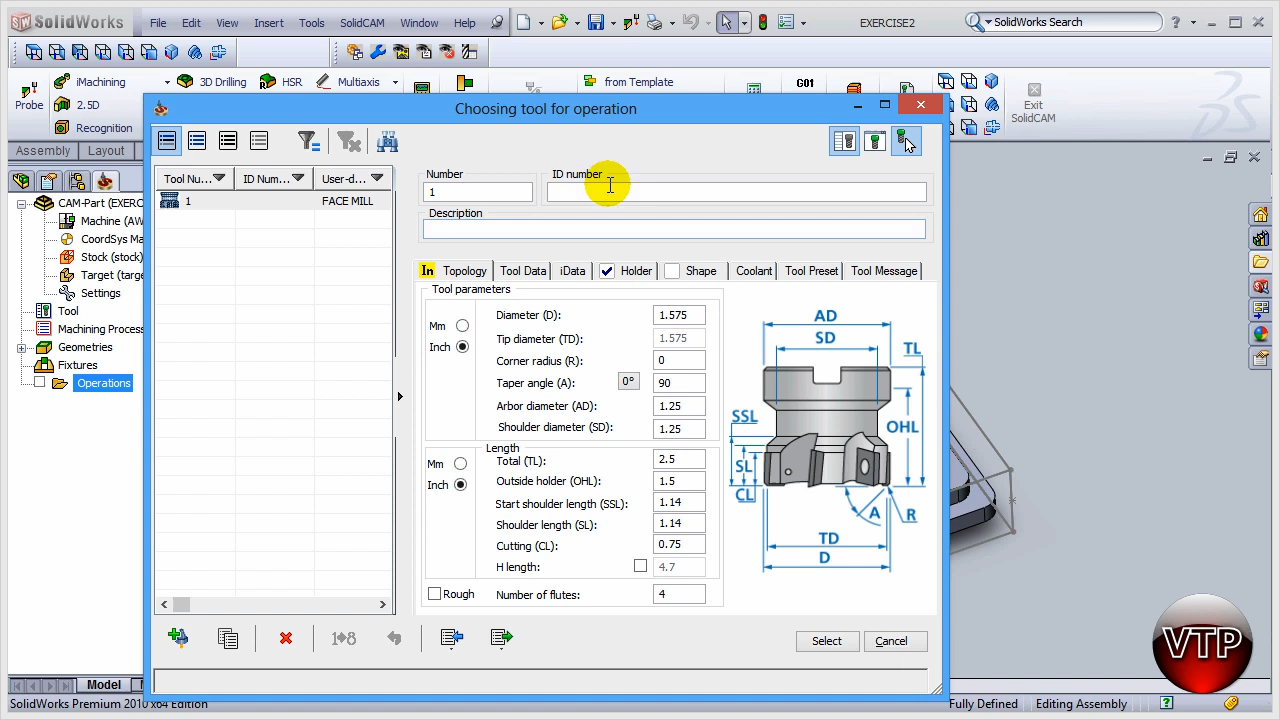 SolidWorks File Edit View Insert Tools SolidCAM Window Help EXERCISE2 SolidWorks Search
iMachining 3D Drilling HSR Multiaxis from Template G01
Probe 2.5D
Recognition
Exit SolidCAM
Choosing tool for operation
Assembly Layout
CAM-Part (EXERC
Machine (AW
CoordSys Ma
Stock (stock)
Target (targe
Settings
Tool
Machining Proces
Geometries
Fixtures
Operations
Tool Nu... ID Num... User-d...
1 FACE MILL
Number ID number
1
Description
In Topology Tool Data iData Holder Shape Coolant Tool Preset Tool Message
Tool parameters
Mm
Inch
Diameter (D): 1.575
Tip diameter (TD): 1.575
Corner radius (R): 0
Taper angle (A): 0° 90
Arbor diameter (AD): 1.25
Shoulder diameter (SD): 1.25
Length
Mm
Inch
Total (TL): 2.5
Outside holder (OHL): 1.5
Start shoulder length (SSL): 1.14
Shoulder length (SL): 1.14
Cutting (CL): 0.75
H length: 4.7
Rough Number of flutes: 4
AD
SD
TL
SSL
OHL
SL
CL
A
R
TD
D
1▸8
Select Cancel
VTP
Model
SolidWorks Premium 2010 x64 Edition Fully Defined Editing Assembly